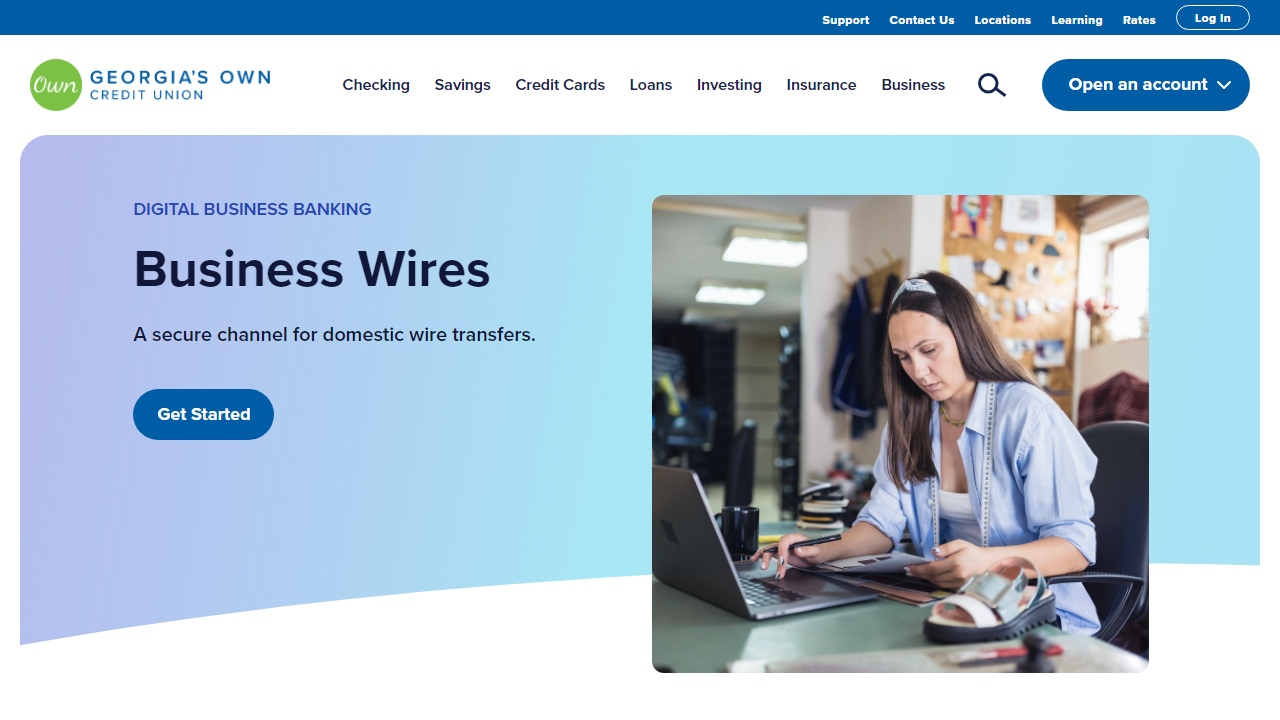 Support Contact Us Locations Learning Rates Log In
Own GEORGIA'S OWN
CREDIT UNION
Checking Savings Credit Cards Loans Investing Insurance Business Open an account
DIGITAL BUSINESS BANKING
Business Wires
A secure channel for domestic wire transfers.
Get Started